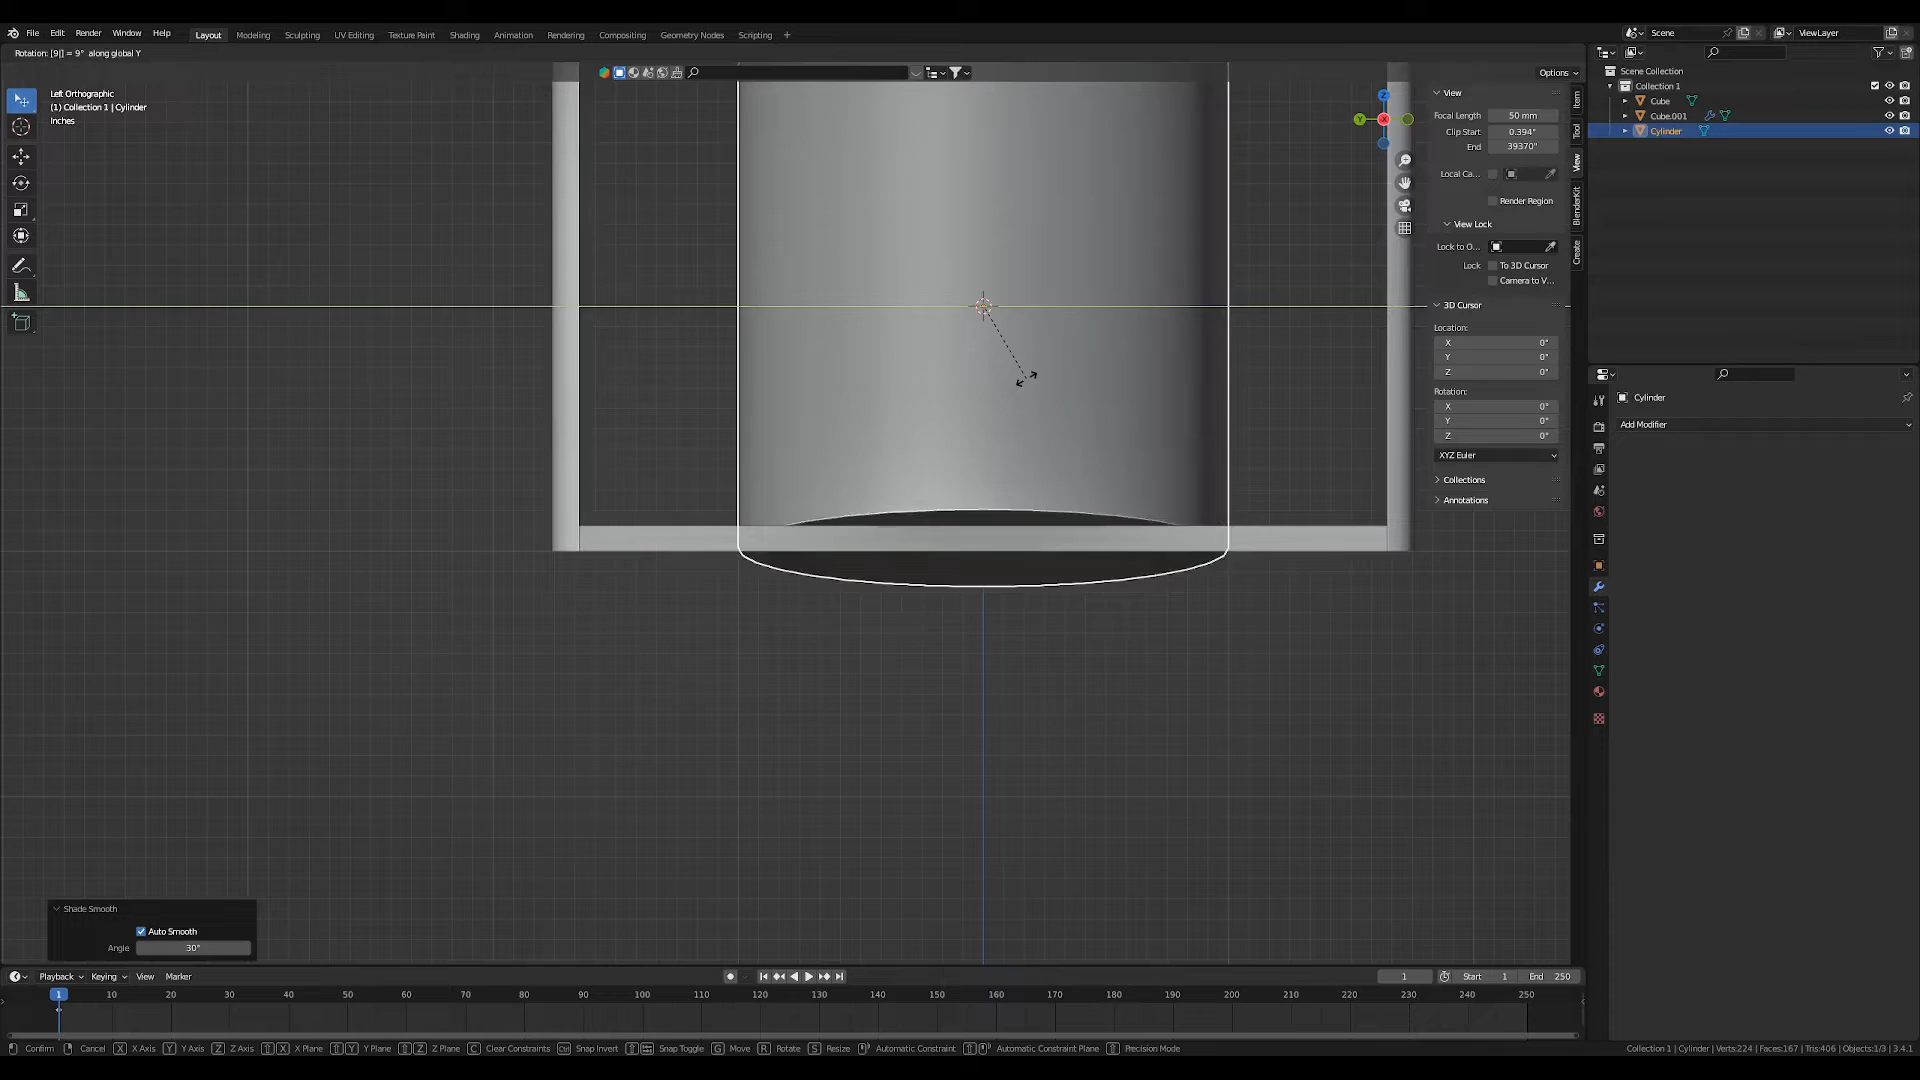 File Edit Render Window Help Layout Modeling Sculpting UV Editing Texture Paint Shading Animation Rendering Compositing Geometry Nodes Scripting + Scene ViewLayer
Rotation: [9|] = 9° along global Y
Options
Left Orthographic
(1) Collection 1 | Cylinder
Inches
View
Focal Length 50 mm
Clip Start 0.394"
End 39370"
Local Ca...
Render Region
View Lock
Lock to O...
Lock To 3D Cursor
Camera to V...
3D Cursor
Location:
X 0"
Y 0"
Z 0"
Rotation:
X 0°
Y 0°
Z 0°
XYZ Euler
Collections
Annotations
Item
Tool
View
BlenderKit
Create
Y
Z
X
Scene Collection
Collection 1
Cube
Cube.001
Cylinder
Cylinder
Add Modifier
Shade Smooth
Auto Smooth
Angle 30°
Playback Keying View Marker 1 Start 1 End 250
1 10 20 30 40 50 60 70 80 90 100 110 120 130 140 150 160 170 180 190 200 210 220 230 240 250
Confirm Cancel X X Axis Y Y Axis Z Z Axis X X Plane Y Y Plane Z Z Plane C Clear Constraints Ctrl Snap Invert Snap Toggle G Move R Rotate S Resize Automatic Constraint Automatic Constraint Plane Precision Mode Collection 1 | Cylinder | Verts:224 | Faces:167 | Tris:406 | Objects:1/3 | 3.4.1